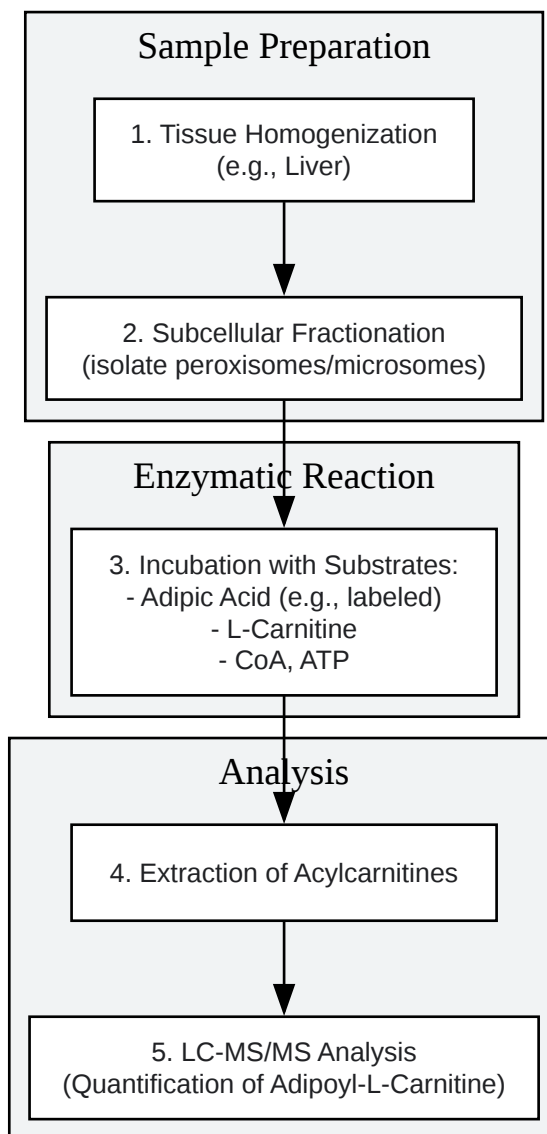 Sample Preparation
1. Tissue Homogenization
(e.g., Liver)
2. Subcellular Fractionation
(isolate peroxisomes/microsomes)
Enzymatic Reaction
3. Incubation with Substrates:
- Adipic Acid (e.g., labeled)
- L-Carnitine
- CoA, ATP
Analysis
4. Extraction of Acylcarnitines
5. LC-MS/MS Analysis
(Quantification of Adipoyl-L-Carnitine)